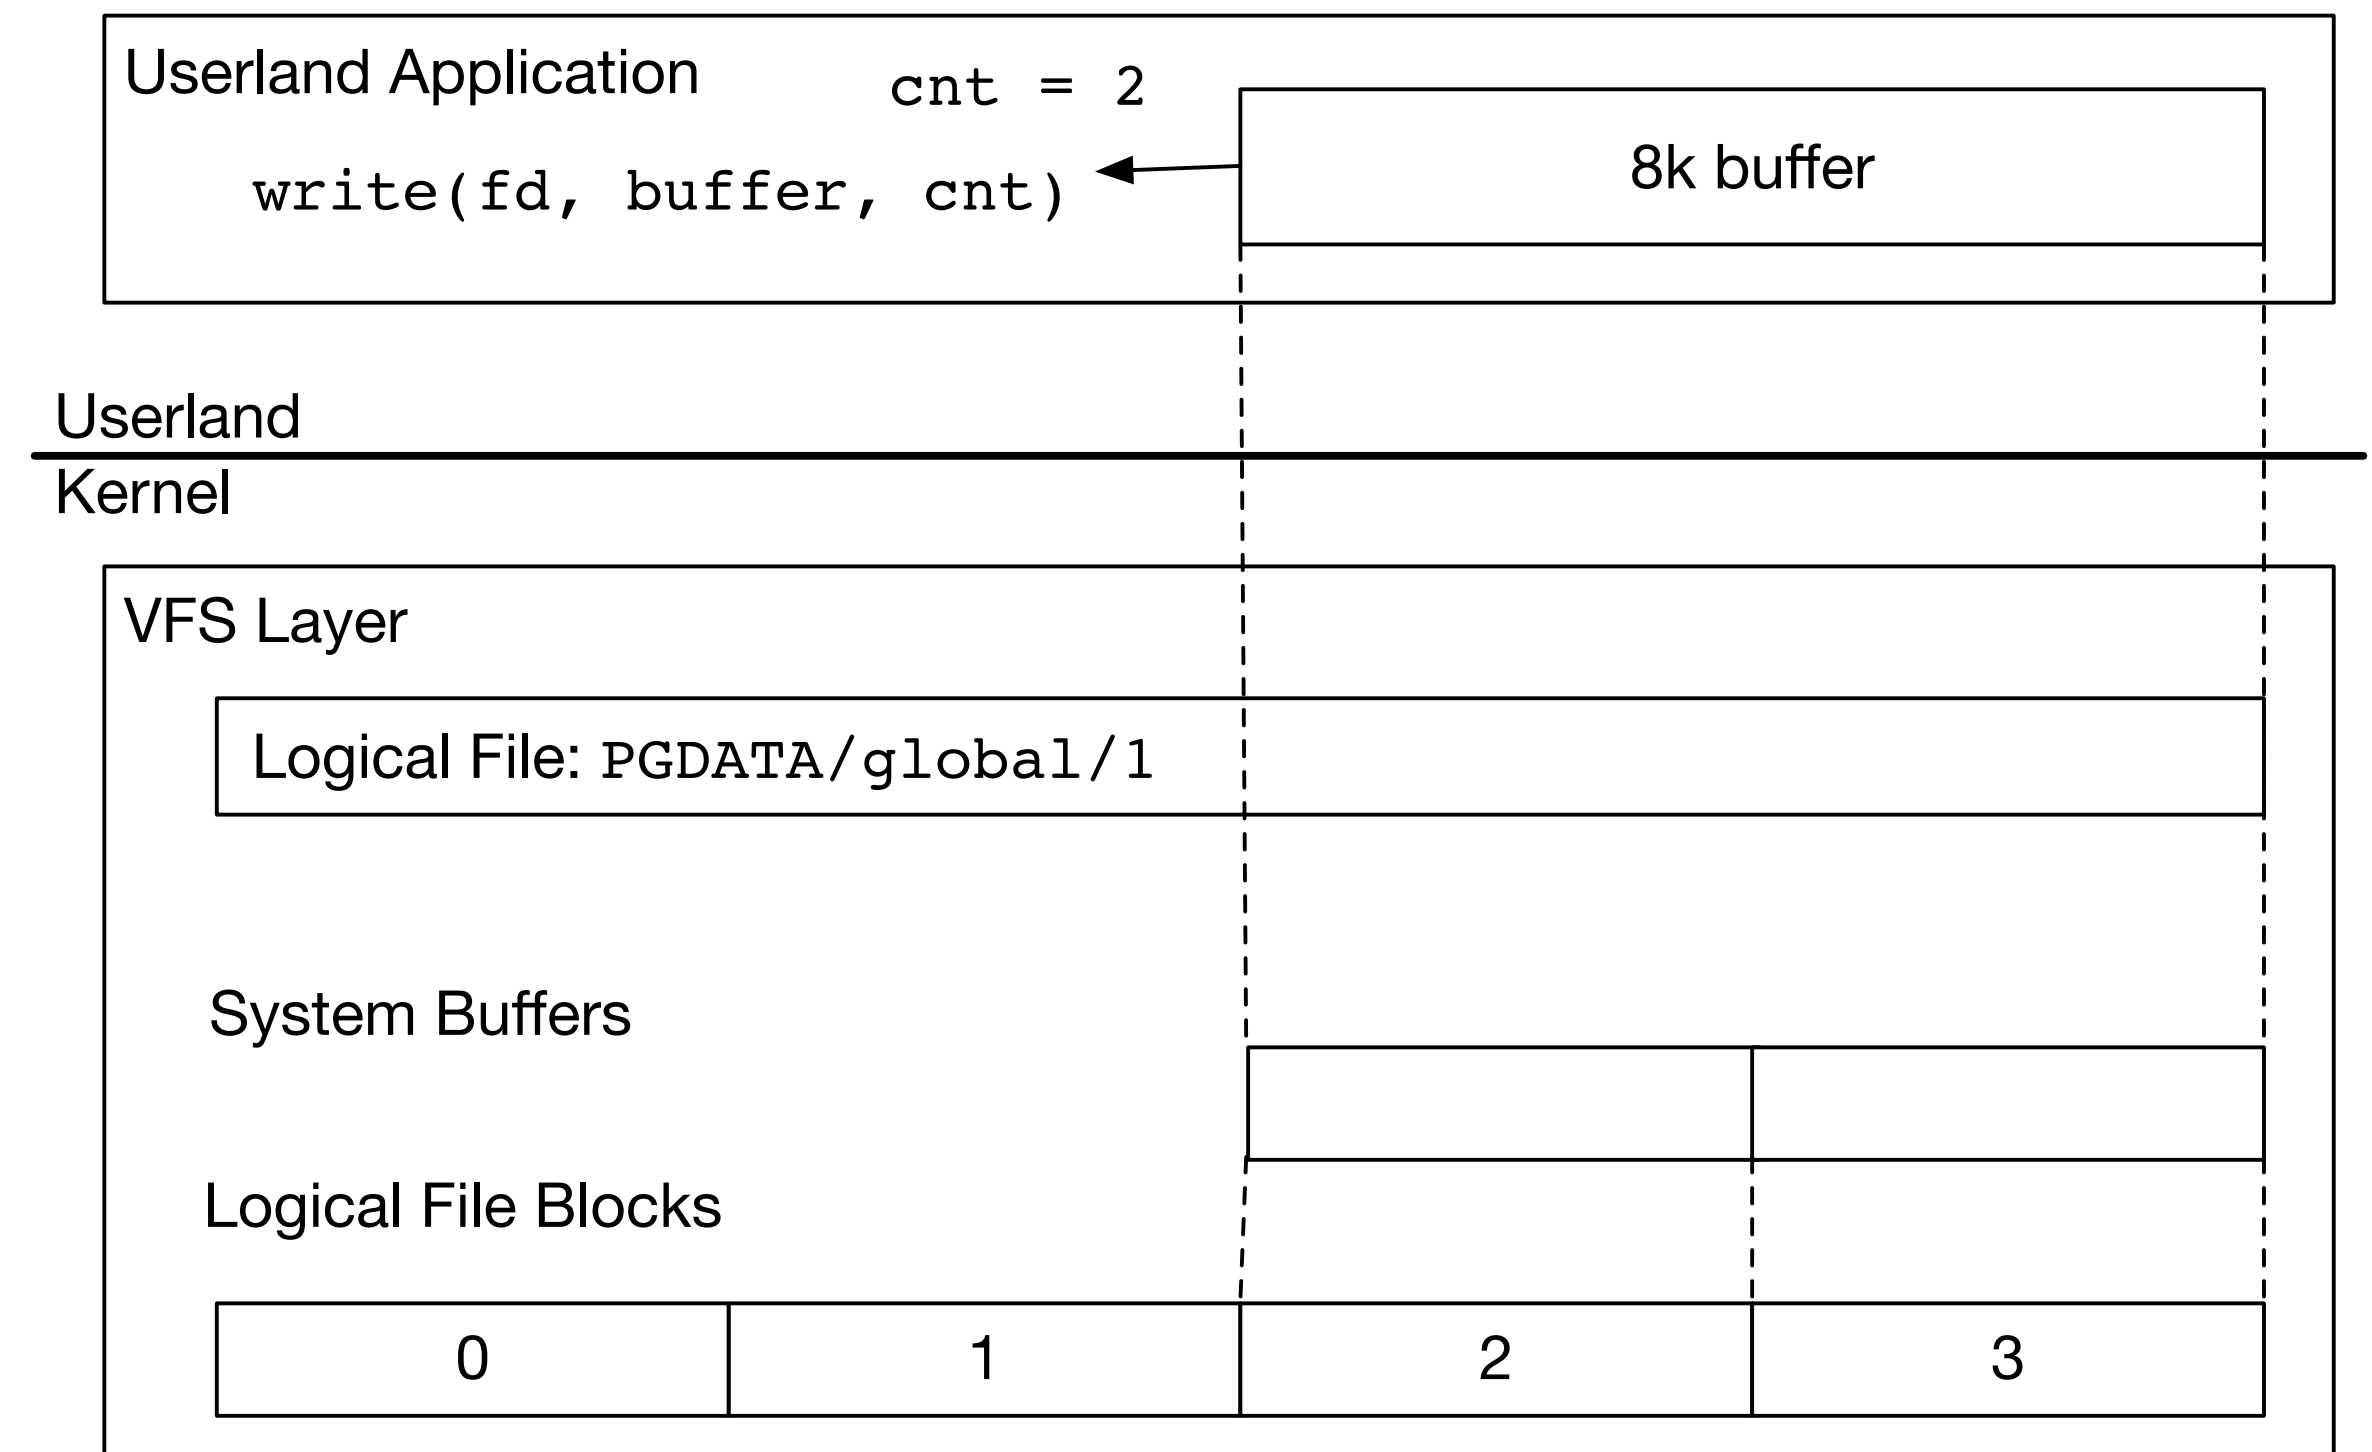 Userland Application
cnt = 2
write(fd, buffer, cnt)
8k buffer
Userland
Kernel
VFS Layer
Logical File: PGDATA/global/1
System Buffers
Logical File Blocks
0 1 2 3